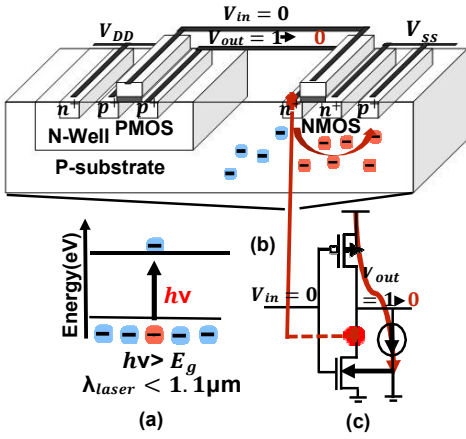 V_in = 0
V_DD
V_out = 1 ➔ 0
V_ss
n⁺ p⁺ p⁺ n⁺ n⁺ p⁺
PMOS
NMOS
N-Well
P-substrate
(b)
Energy(eV)
hν
hν> E_g
λ_laser < 1.1μm
(a)
V_in = 0
V_out
= 1➔0
(c)